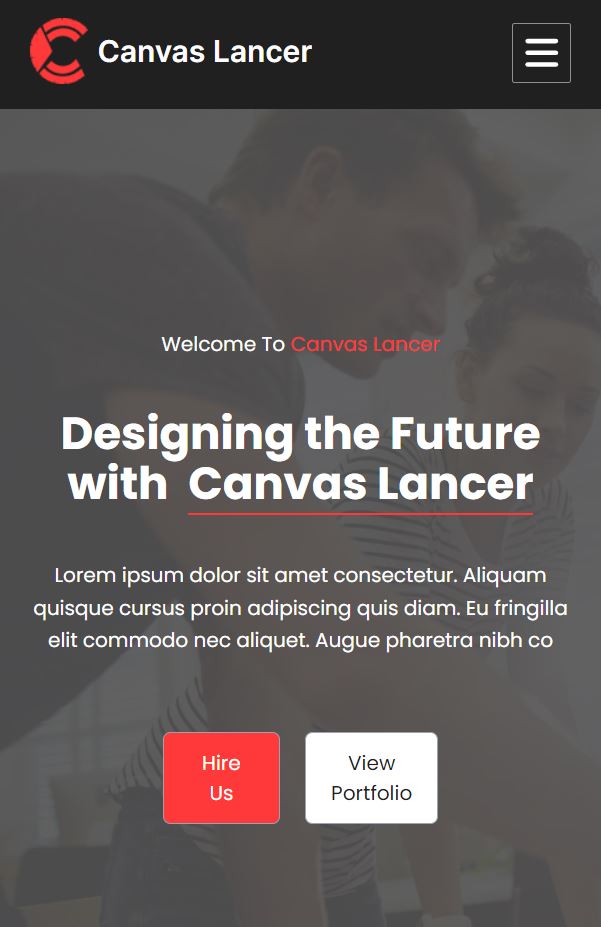 Canvas Lancer
Welcome To Canvas Lancer
Designing the Future
with Canvas Lancer
Lorem ipsum dolor sit amet consectetur. Aliquam
quisque cursus proin adipiscing quis diam. Eu fringilla
elit commodo nec aliquet. Augue pharetra nibh co
Hire
Us
View
Portfolio